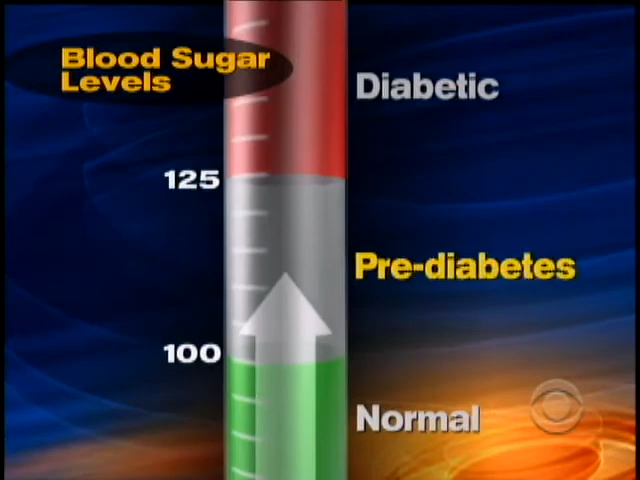 Blood Sugar
Levels
Diabetic
125
Pre-diabetes
100
Normal